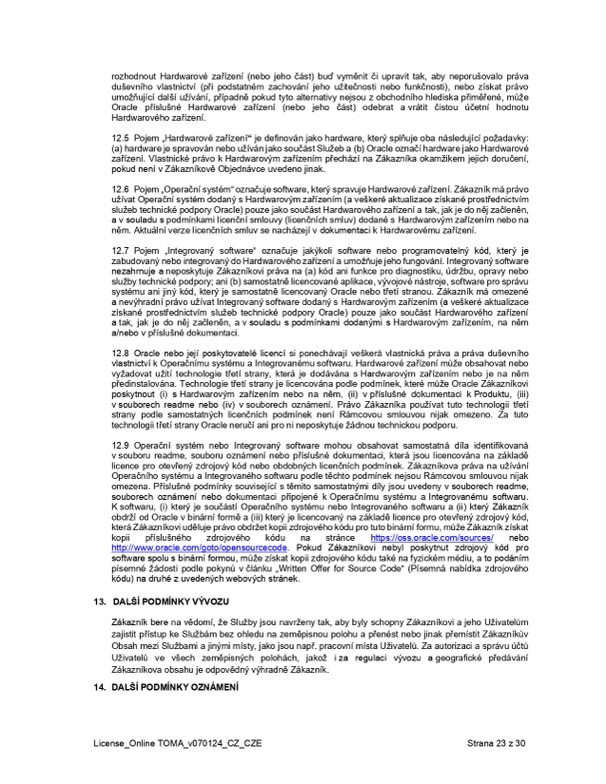 rozhodnout Hardwarové zařízení (nebo jeho část) buď vyměnit či upravit tak, aby neporušovalo práva
duševního vlastnictví (při podstatném zachování jeho užitečnosti nebo funkčnosti), nebo získat právo
umožňující další užívání, případně pokud tyto alternativy nejsou z obchodního hlediska přiměřené, může
Oracle příslušné Hardwarové zařízení (nebo jeho část) odebrat a vrátit čistou účetní hodnotu
Hardwarového zařízení.
12.5 Pojem „Hardwarové zařízení“ je definován jako hardware, který splňuje oba následující požadavky:
(a) hardware je spravován nebo užíván jako součást Služeb a (b) Oracle označí hardware jako Hardwarové
zařízení. Vlastnické právo k Hardwarovým zařízením přechází na Zákazníka okamžikem jejich doručení,
pokud není v Zákazníkově Objednávce uvedeno jinak.
12.6 Pojem „Operační systém“ označuje software, který spravuje Hardwarové zařízení. Zákazník má právo
užívat Operační systém dodaný s Hardwarovým zařízením (a veškeré aktualizace získané prostřednictvím
služeb technické podpory Oracle) pouze jako součást Hardwarového zařízení a tak, jak je do něj začleněn,
a v souladu s podmínkami licenční smlouvy (licenčních smluv) dodané s Hardwarovým zařízením nebo na
něm. Aktuální verze licenčních smluv se nacházejí v dokumentaci k Hardwarovému zařízení.
12.7 Pojem „Integrovaný software“ označuje jakýkoli software nebo programovatelný kód, který je
zabudovaný nebo integrovaný do Hardwarového zařízení a umožňuje jeho fungování. Integrovaný software
nezahrnuje a neposkytuje Zákazníkovi práva na (a) kód ani funkce pro diagnostiku, údržbu, opravy nebo
služby technické podpory; ani (b) samostatně licencované aplikace, vývojové nástroje, software pro správu
systému ani jiný kód, který je samostatně licencovaný Oracle nebo třetí stranou. Zákazník má omezené
a nevýhradní právo užívat Integrovaný software dodaný s Hardwarovým zařízením (a veškeré aktualizace
získané prostřednictvím služeb technické podpory Oracle) pouze jako součást Hardwarového zařízení
a tak, jak je do něj začleněn, a v souladu s podmínkami dodanými s Hardwarovým zařízením, na něm
a/nebo v příslušné dokumentaci.
12.8 Oracle nebo její poskytovatelé licencí si ponechávají veškerá vlastnická práva a práva duševního
vlastnictví k Operačnímu systému a Integrovanému softwaru. Hardwarové zařízení může obsahovat nebo
vyžadovat užití technologie třetí strany, která je dodávána s Hardwarovým zařízením nebo je na něm
předinstalována. Technologie třetí strany je licencována podle podmínek, které může Oracle Zákazníkovi
poskytnout (i) s Hardwarovým zařízením nebo na něm, (ii) v příslušné dokumentaci k Produktu, (iii)
v souborech readme nebo (iv) v souborech oznámení. Právo Zákazníka používat tuto technologii třetí
strany podle samostatných licenčních podmínek není Rámcovou smlouvou nijak omezeno. Za tuto
technologii třetí strany Oracle neručí ani pro ni neposkytuje žádnou technickou podporu.
12.9 Operační systém nebo Integrovaný software mohou obsahovat samostatná díla identifikovaná
v souboru readme, souboru oznámení nebo příslušné dokumentaci, která jsou licencována na základě
licence pro otevřený zdrojový kód nebo obdobných licenčních podmínek. Zákazníkova práva na užívání
Operačního systému a Integrovaného softwaru podle těchto podmínek nejsou Rámcovou smlouvou nijak
omezena. Příslušné podmínky související s těmito samostatnými díly jsou uvedeny v souborech readme,
souborech oznámení nebo dokumentaci připojené k Operačnímu systému a Integrovanému softwaru.
K softwaru, (i) který je součástí Operačního systému nebo Integrovaného softwaru a (ii) který Zákazník
obdrží od Oracle v binární formě a (iii) který je licencovaný na základě licence pro otevřený zdrojový kód,
která Zákazníkovi uděluje právo obdržet kopii zdrojového kódu pro tuto binární formu, může Zákazník získat
kopii příslušného zdrojového kódu na stránce https://oss.oracle.com/sources/ nebo
http://www.oracle.com/goto/opensourcecode. Pokud Zákazníkovi nebyl poskytnut zdrojový kód pro
software spolu s binární formou, může získat kopii zdrojového kódu také na fyzickém médiu, a to podáním
písemné žádosti podle pokynů v článku „Written Offer for Source Code“ (Písemná nabídka zdrojového
kódu) na druhé z uvedených webových stránek.
13. DALŠÍ PODMÍNKY VÝVOZU
Zákazník bere na vědomí, že Služby jsou navrženy tak, aby byly schopny Zákazníkovi a jeho Uživatelům
zajistit přístup ke Službám bez ohledu na zeměpisnou polohu a přenést nebo jinak přemístit Zákazníkův
Obsah mezi Službami a jinými místy, jako jsou např. pracovní místa Uživatelů. Za autorizaci a správu účtů
Uživatelů ve všech zeměpisných polohách, jakož i za regulaci vývozu a geografické předávání
Zákazníkova obsahu je odpovědný výhradně Zákazník.
14. DALŠÍ PODMÍNKY OZNÁMENÍ
License_Online TOMA_v070124_CZ_CZE Strana 23 z 30